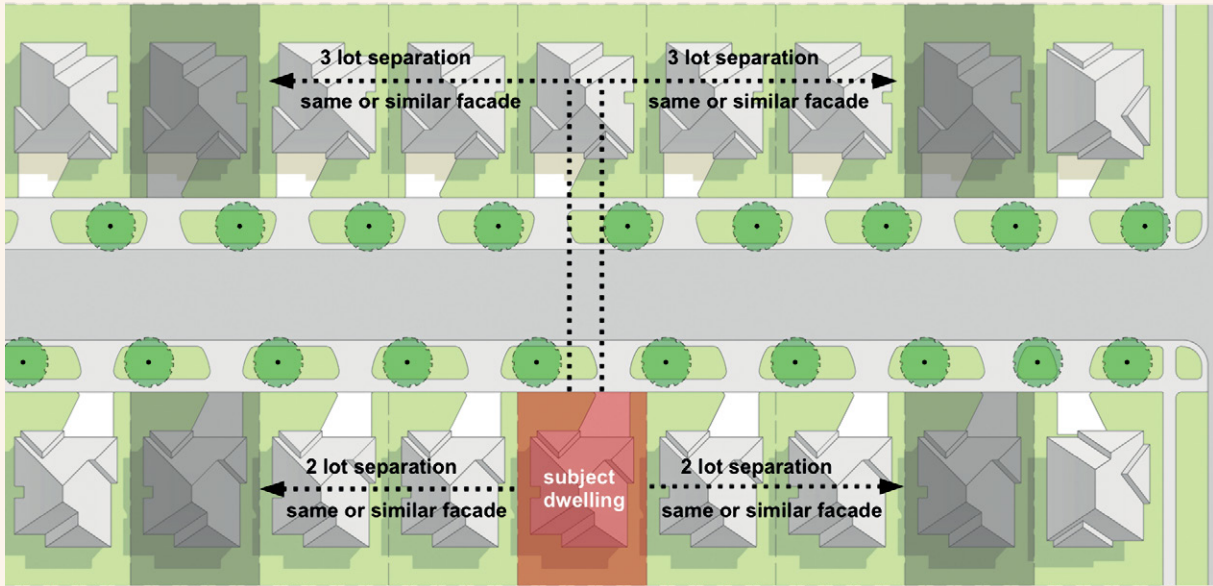 3 lot separation
same or similar facade
3 lot separation
same or similar facade
2 lot separation
same or similar facade
subject
dwelling
2 lot separation
same or similar facade